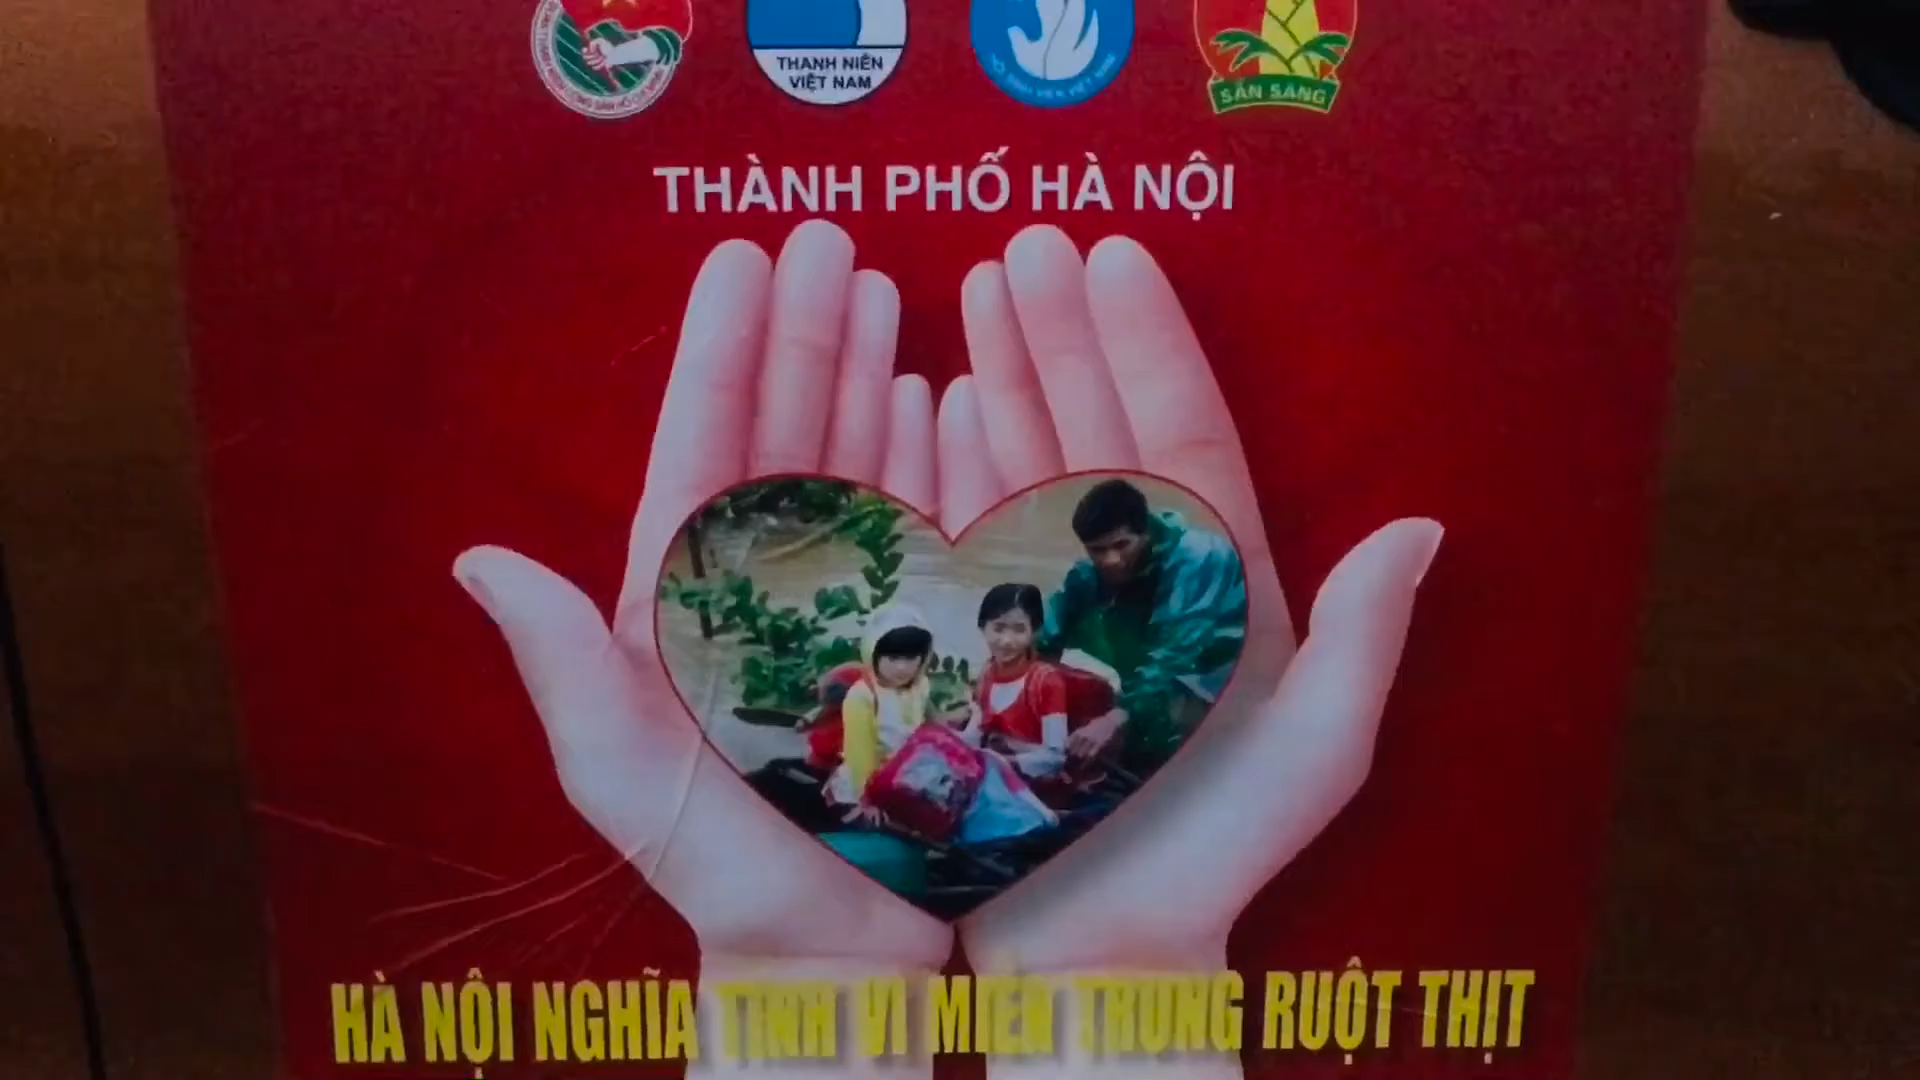 THANH NIÊN
VIỆT NAM
SẴN SÀNG
THÀNH PHỐ HÀ NỘI
HÀ NỘI NGHĨA TÌNH VÌ MIỀN TRUNG RUỘT THỊT